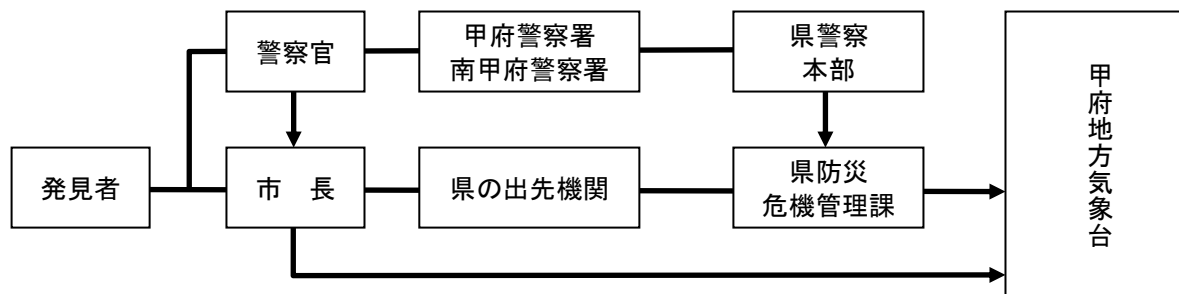 警察官
甲府警察署
南甲府警察署
県警察
本部
発見者
市　長
県の出先機関
県防災
危機管理課
甲府地方気象台